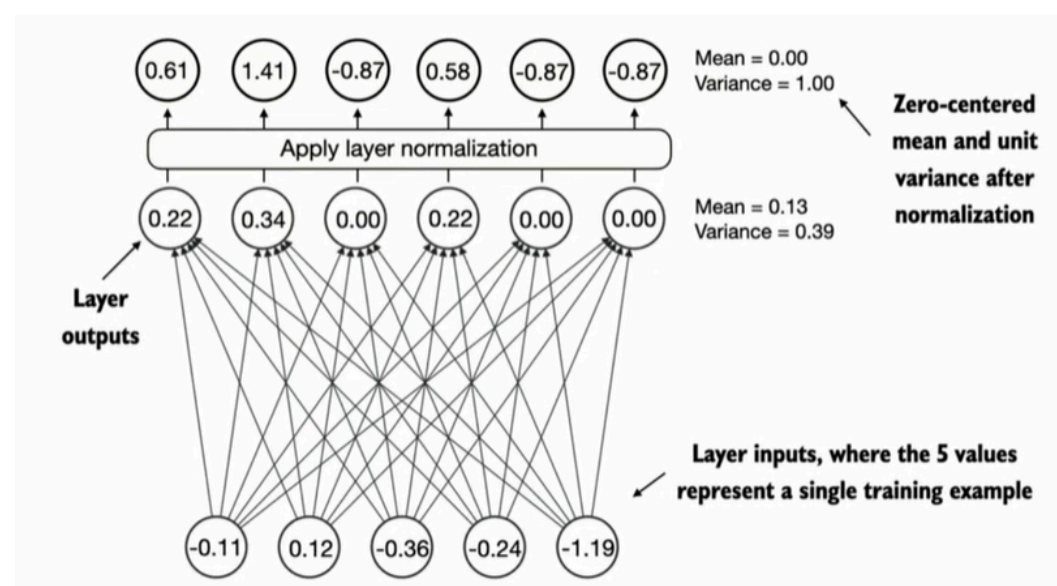 0.61 1.41 -0.87 0.58 -0.87 -0.87
Mean = 0.00
Variance = 1.00
Zero-centered
mean and unit
variance after
normalization
Apply layer normalization
0.22 0.34 0.00 0.22 0.00 0.00
Mean = 0.13
Variance = 0.39
Layer
outputs
Layer inputs, where the 5 values
represent a single training example
-0.11 0.12 -0.36 -0.24 -1.19